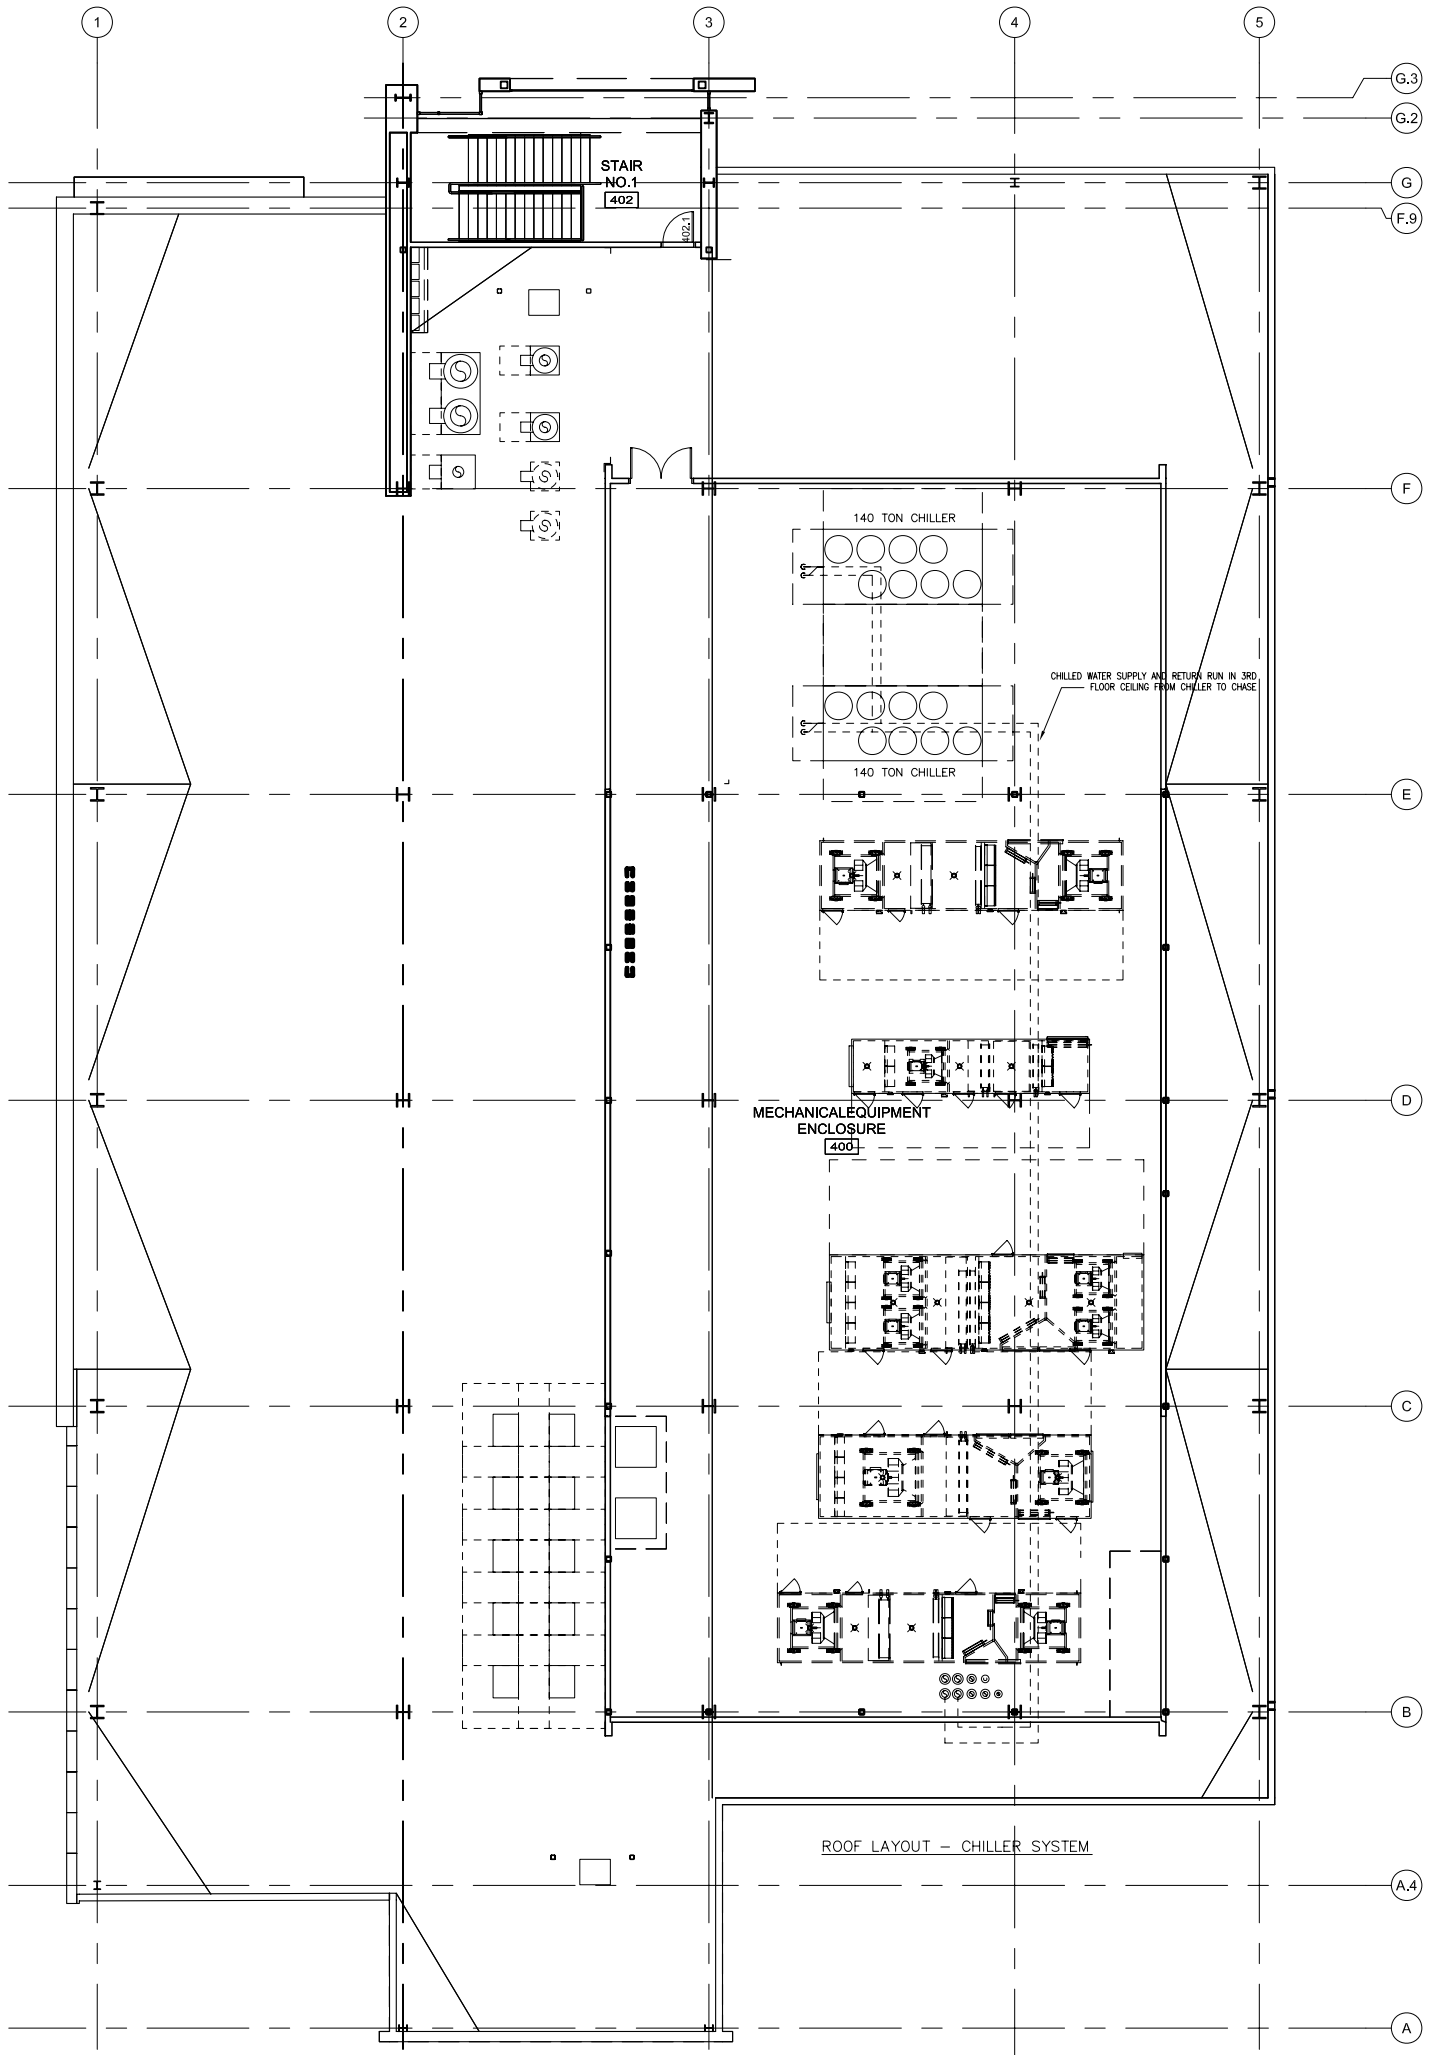 1
2
3
4
5
G.3
G.2
G
F.9
STAIR
NO.1
402
402.1
F
140 TON CHILLER
CHILLED WATER SUPPLY AND RETURN RUN IN 3RD
FLOOR CEILING FROM CHILLER TO CHASE
140 TON CHILLER
E
D
MECHANICALEQUIPMENT
ENCLOSURE
400
C
B
ROOF LAYOUT – CHILLER SYSTEM
A.4
A